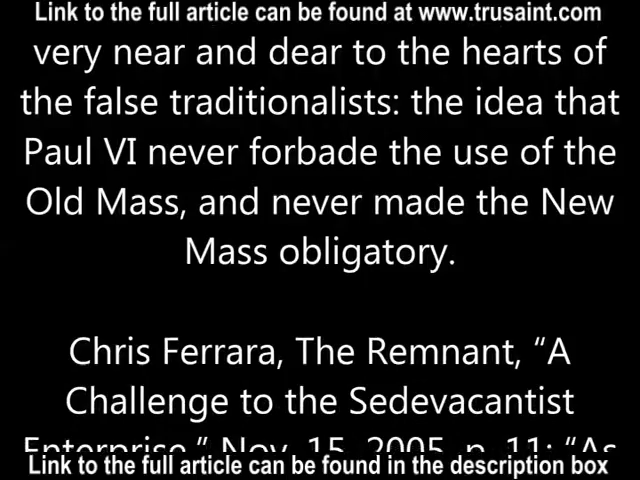 Link to the full article can be found at www.trusaint.com
very near and dear to the hearts of
the false traditionalists: the idea that
Paul VI never forbade the use of the
Old Mass, and never made the New
Mass obligatory.
Chris Ferrara, The Remnant, “A
Challenge to the Sedevacantist
Enterprise,” Nov. 15, 2005, p. 11: “As
Link to the full article can be found in the description box